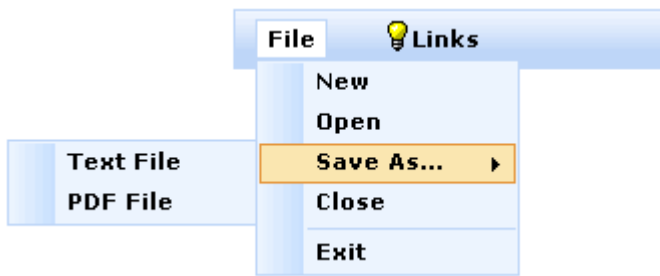 File Links
New
Open
Save As...
Text File
PDF File
Close
Exit